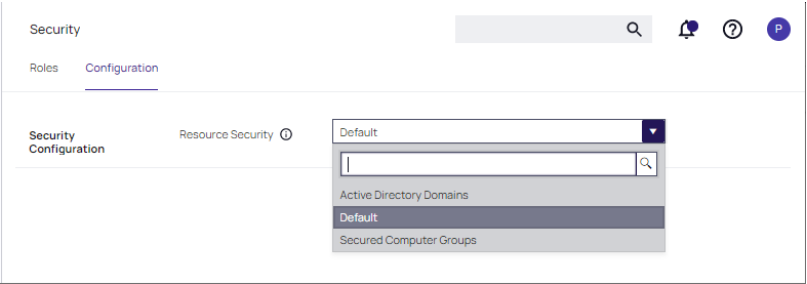 Security
P
Roles
Configuration
Security
Configuration
Resource Security
Default
Active Directory Domains
Default
Secured Computer Groups